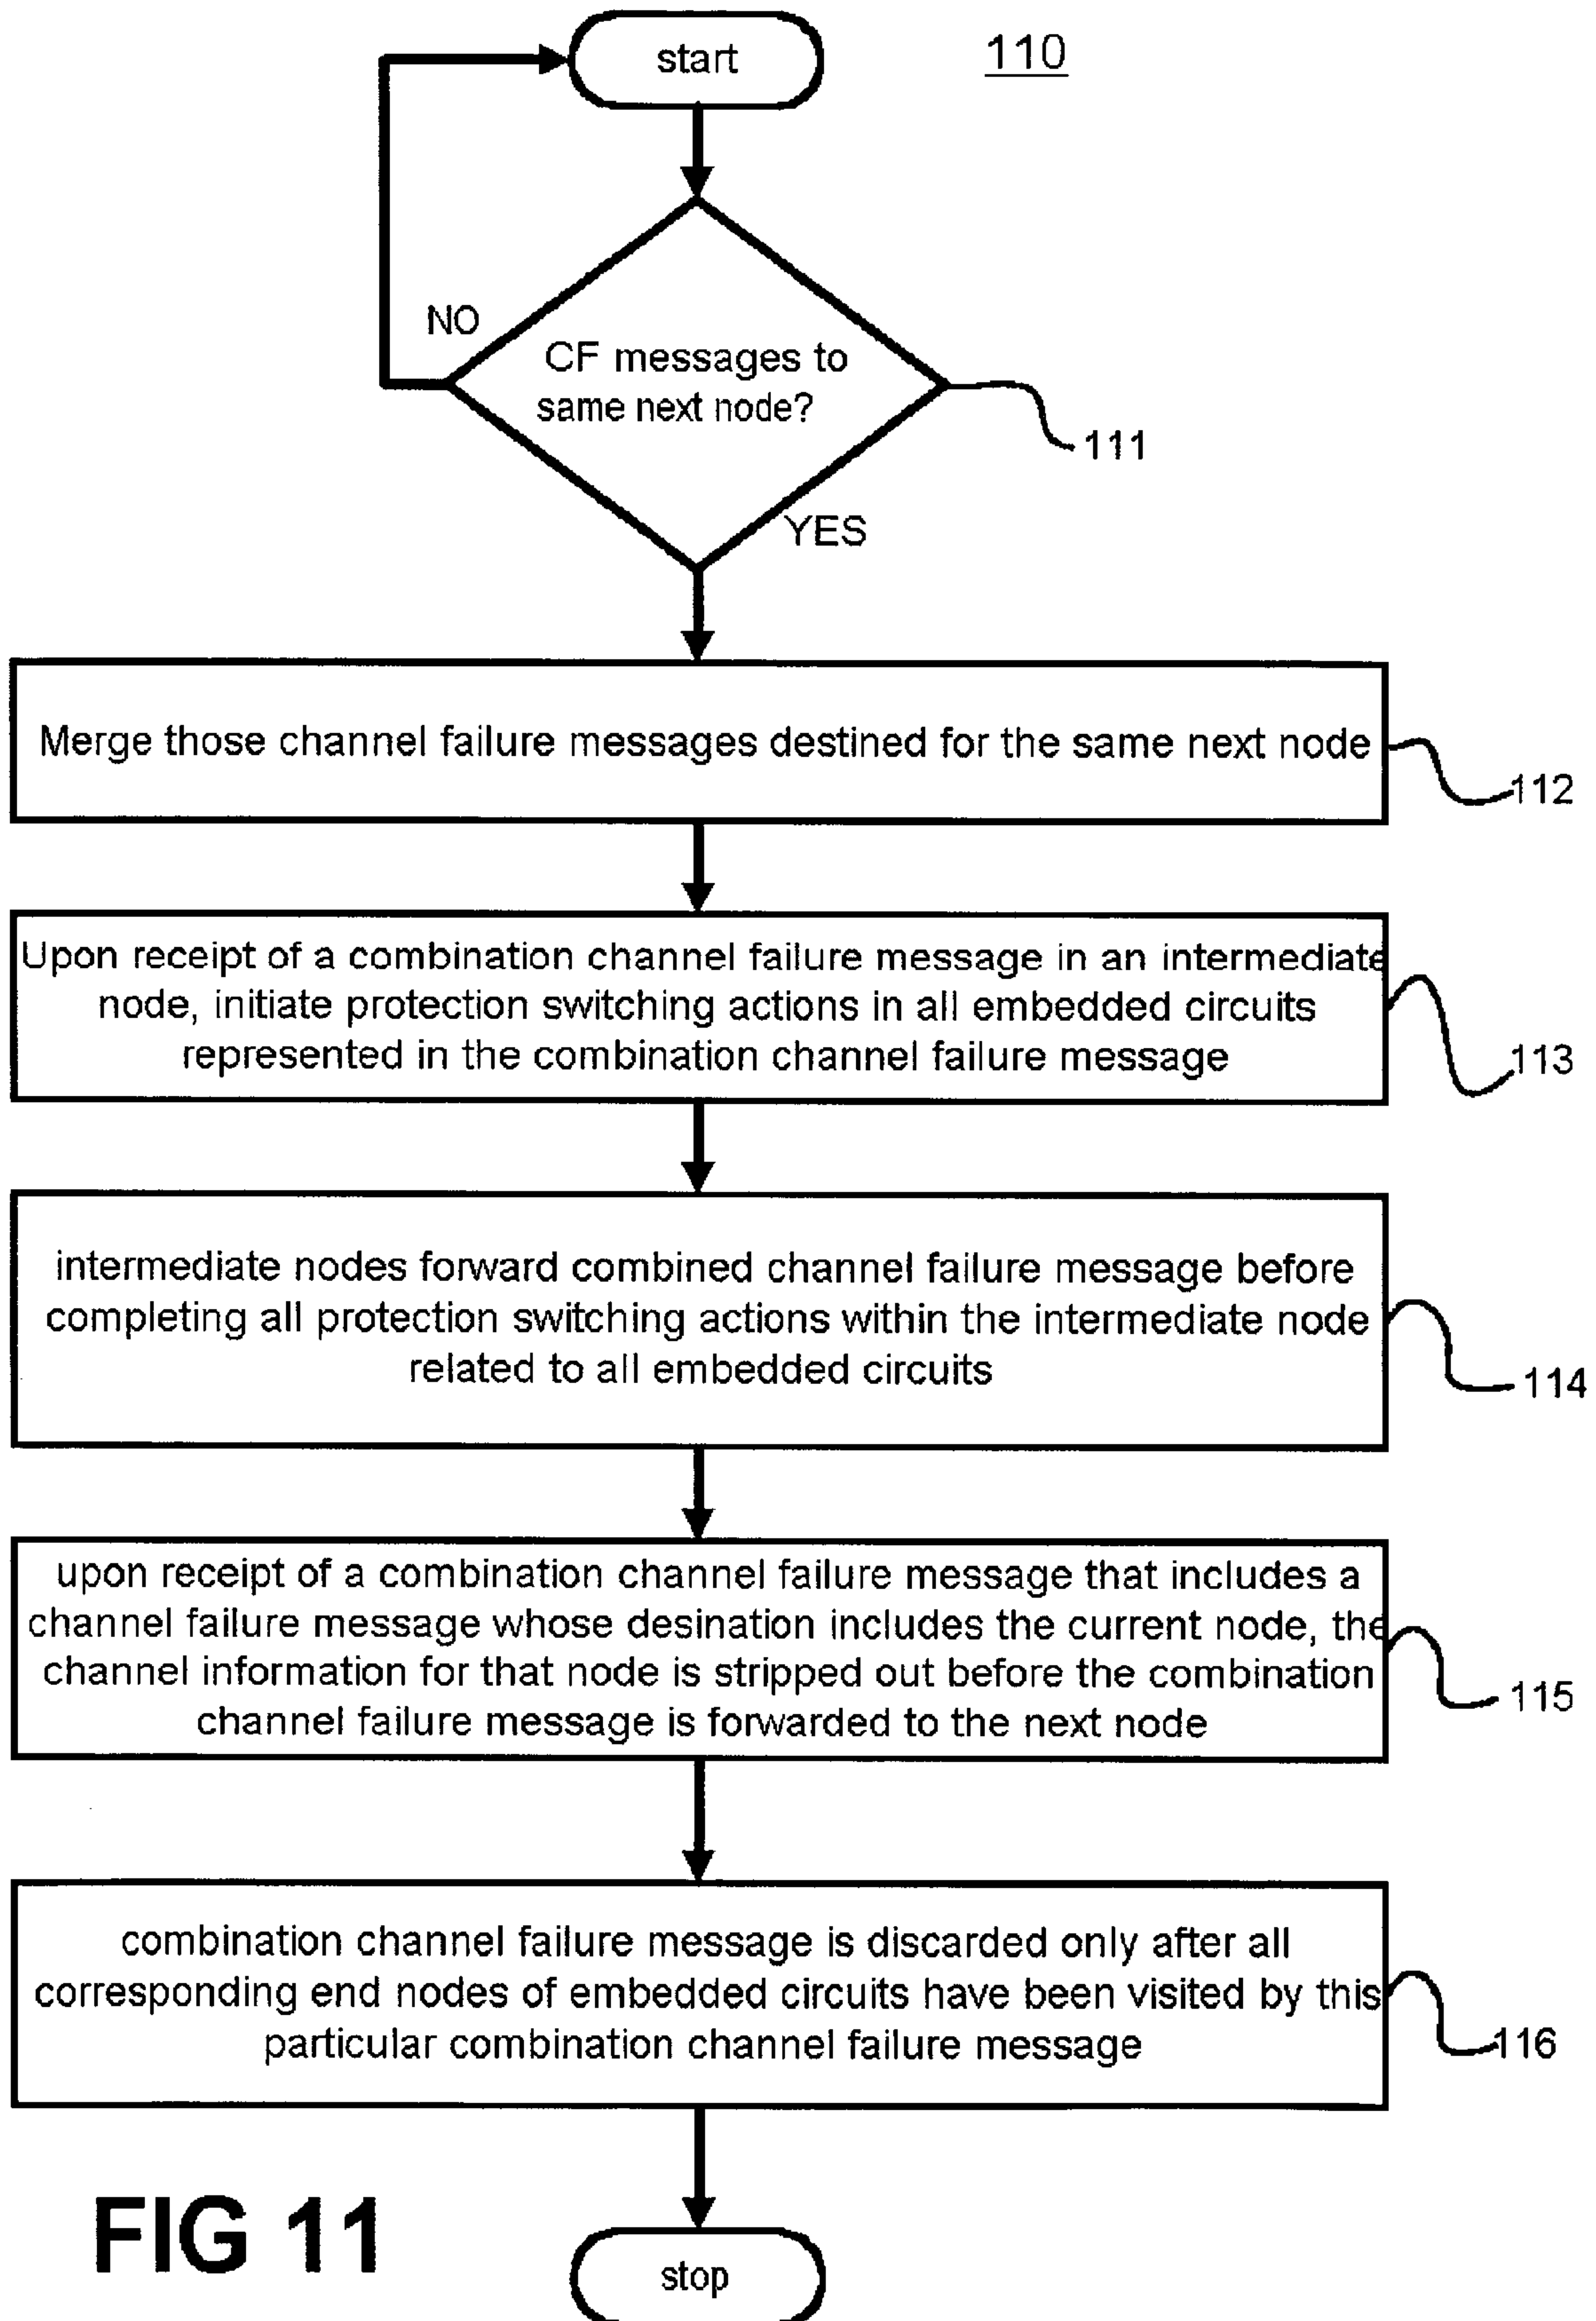 start
110
NO
CF messages to
same next node?
111
YES
Merge those channel failure messages destined for the same next node
112
Upon receipt of a combination channel failure message in an intermediate
node, initiate protection switching actions in all embedded circuits
represented in the combination channel failure message
113
intermediate nodes forward combined channel failure message before
completing all protection switching actions within the intermediate node
related to all embedded circuits
114
upon receipt of a combination channel failure message that includes a
channel failure message whose desination includes the current node, the
channel information for that node is stripped out before the combination
channel failure message is forwarded to the next node
115
combination channel failure message is discarded only after all
corresponding end nodes of embedded circuits have been visited by this
particular combination channel failure message
116
FIG 11
stop